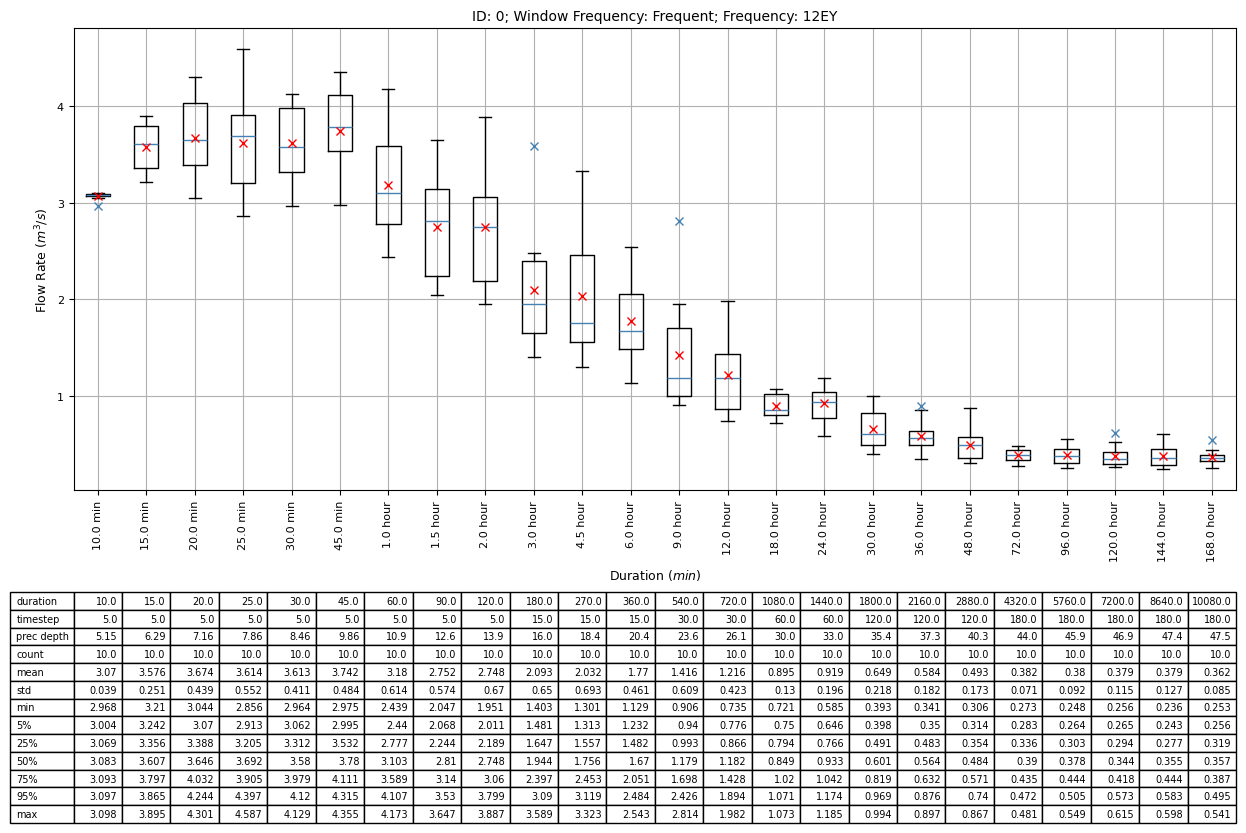 ID: 0; Window Frequency: Frequent; Frequency: 12EY
4
3
2
1
Flow Rate (m³/s)
10.0 min 15.0 min 20.0 min 25.0 min 30.0 min 45.0 min 1.0 hour 1.5 hour 2.0 hour 3.0 hour 4.5 hour 6.0 hour 9.0 hour 12.0 hour 18.0 hour 24.0 hour 30.0 hour 36.0 hour 48.0 hour 72.0 hour 96.0 hour 120.0 hour 144.0 hour 168.0 hour
Duration (min)
duration 10.0 15.0 20.0 25.0 30.0 45.0 60.0 90.0 120.0 180.0 270.0 360.0 540.0 720.0 1080.0 1440.0 1800.0 2160.0 2880.0 4320.0 5760.0 7200.0 8640.0 10080.0
timestep 5.0 5.0 5.0 5.0 5.0 5.0 5.0 5.0 5.0 15.0 15.0 15.0 30.0 30.0 60.0 60.0 120.0 120.0 120.0 180.0 180.0 180.0 180.0 180.0
prec depth 5.15 6.29 7.16 7.86 8.46 9.86 10.9 12.6 13.9 16.0 18.4 20.4 23.6 26.1 30.0 33.0 35.4 37.3 40.3 44.0 45.9 46.9 47.4 47.5
count 10.0 10.0 10.0 10.0 10.0 10.0 10.0 10.0 10.0 10.0 10.0 10.0 10.0 10.0 10.0 10.0 10.0 10.0 10.0 10.0 10.0 10.0 10.0 10.0
mean 3.07 3.576 3.674 3.614 3.613 3.742 3.18 2.752 2.748 2.093 2.032 1.77 1.416 1.216 0.895 0.919 0.649 0.584 0.493 0.382 0.38 0.379 0.379 0.362
std 0.039 0.251 0.439 0.552 0.411 0.484 0.614 0.574 0.67 0.65 0.693 0.461 0.609 0.423 0.13 0.196 0.218 0.182 0.173 0.071 0.092 0.115 0.127 0.085
min 2.968 3.21 3.044 2.856 2.964 2.975 2.439 2.047 1.951 1.403 1.301 1.129 0.906 0.735 0.721 0.585 0.393 0.341 0.306 0.273 0.248 0.256 0.236 0.253
5% 3.004 3.242 3.07 2.913 3.062 2.995 2.44 2.068 2.011 1.481 1.313 1.232 0.94 0.776 0.75 0.646 0.398 0.35 0.314 0.283 0.264 0.265 0.243 0.256
25% 3.069 3.356 3.388 3.205 3.312 3.532 2.777 2.244 2.189 1.647 1.557 1.482 0.993 0.866 0.794 0.766 0.491 0.483 0.354 0.336 0.303 0.294 0.277 0.319
50% 3.083 3.607 3.646 3.692 3.58 3.78 3.103 2.81 2.748 1.944 1.756 1.67 1.179 1.182 0.849 0.933 0.601 0.564 0.484 0.39 0.378 0.344 0.355 0.357
75% 3.093 3.797 4.032 3.905 3.979 4.111 3.589 3.14 3.06 2.397 2.453 2.051 1.698 1.428 1.02 1.042 0.819 0.632 0.571 0.435 0.444 0.418 0.444 0.387
95% 3.097 3.865 4.244 4.397 4.12 4.315 4.107 3.53 3.799 3.09 3.119 2.484 2.426 1.894 1.071 1.174 0.969 0.876 0.74 0.472 0.505 0.573 0.583 0.495
max 3.098 3.895 4.301 4.587 4.129 4.355 4.173 3.647 3.887 3.589 3.323 2.543 2.814 1.982 1.073 1.185 0.994 0.897 0.867 0.481 0.549 0.615 0.598 0.541